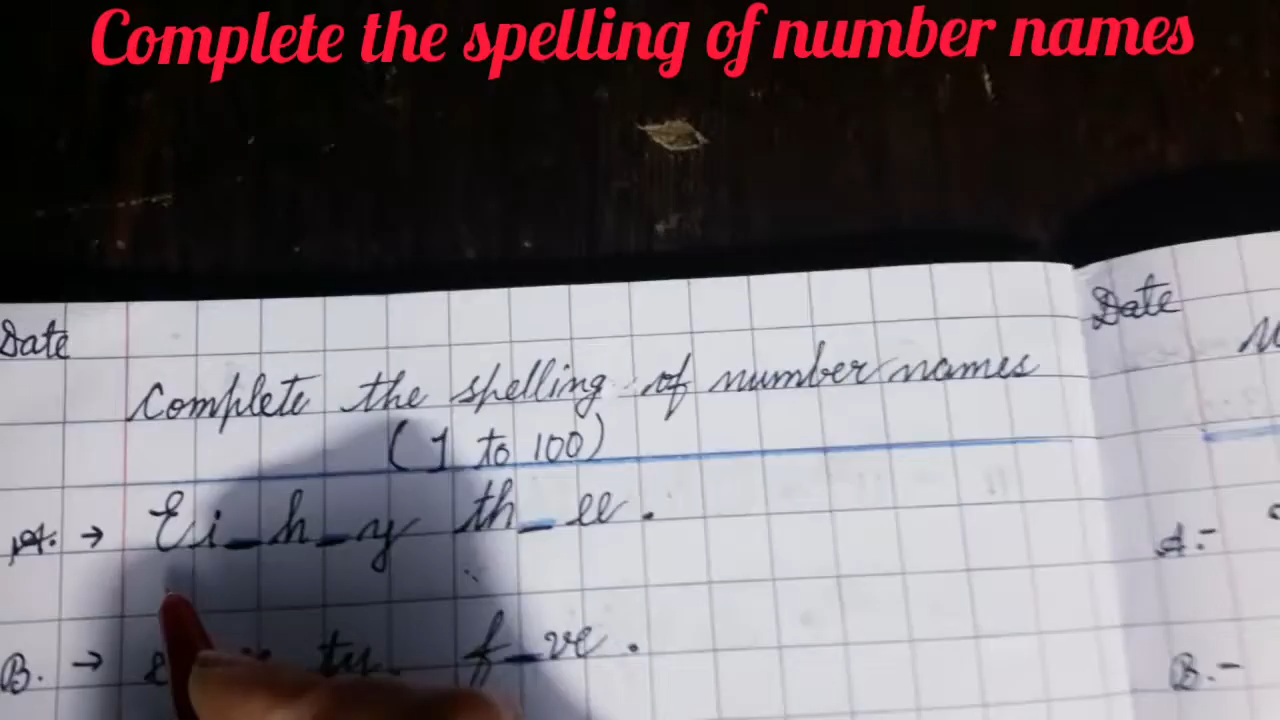 Complete the spelling of number names
Date
Complete the spelling of number names
(1 to 100)
A. → Ei_h_y th_ee.
B. → ty f_ve.
Date
A.-
B.-